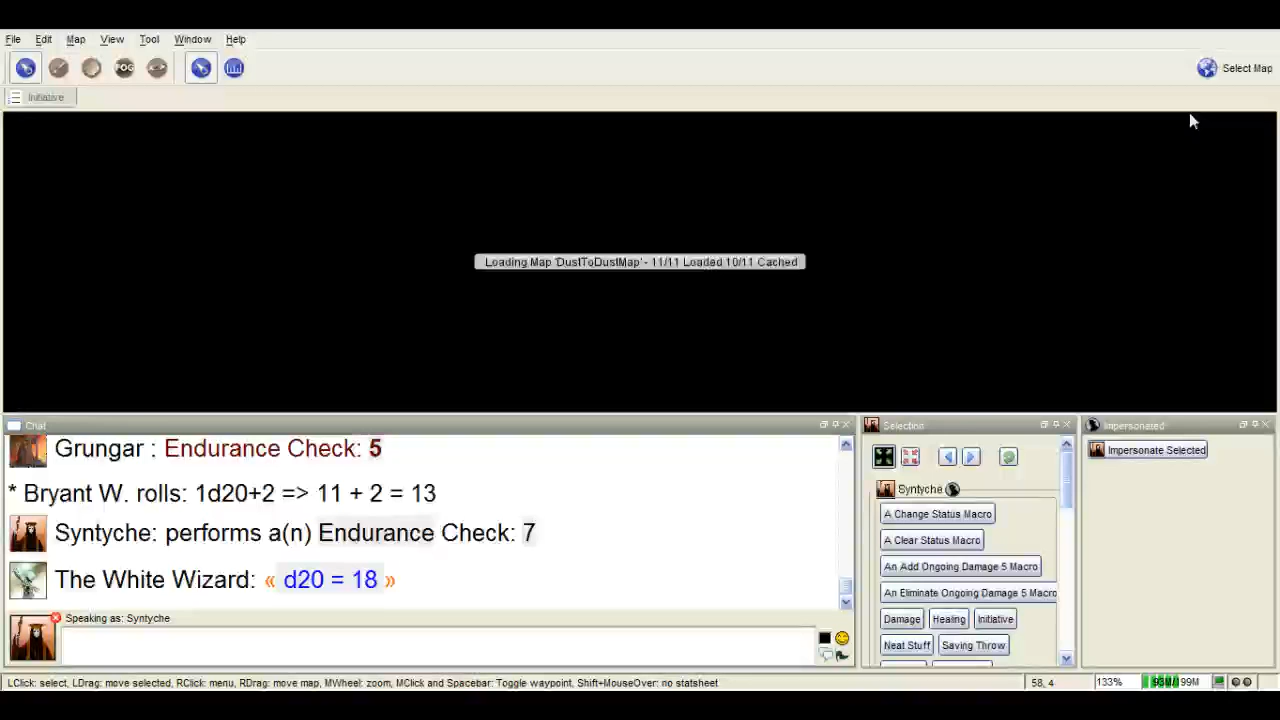 File Edit Map View Tool Window Help
FOG
Select Map
Initiative
Loading Map 'DustToDustMap' - 11/11 Loaded 10/11 Cached
Chat
Grungar : Endurance Check: 5
* Bryant W. rolls: 1d20+2 => 11 + 2 = 13
Syntyche: performs a(n) Endurance Check: 7
The White Wizard: « d20 = 18 »
Speaking as: Syntyche
Selection
Syntyche
A Change Status Macro
A Clear Status Macro
An Add Ongoing Damage 5 Macro
An Eliminate Ongoing Damage 5 Macro
Damage Healing Initiative
Neat Stuff Saving Throw
Impersonated
Impersonate Selected
LClick: select, LDrag: move selected, RClick: menu, RDrag: move map, MWheel: zoom, MClick and Spacebar: Toggle waypoint, Shift+MouseOver: no statsheet
58, 4
133%